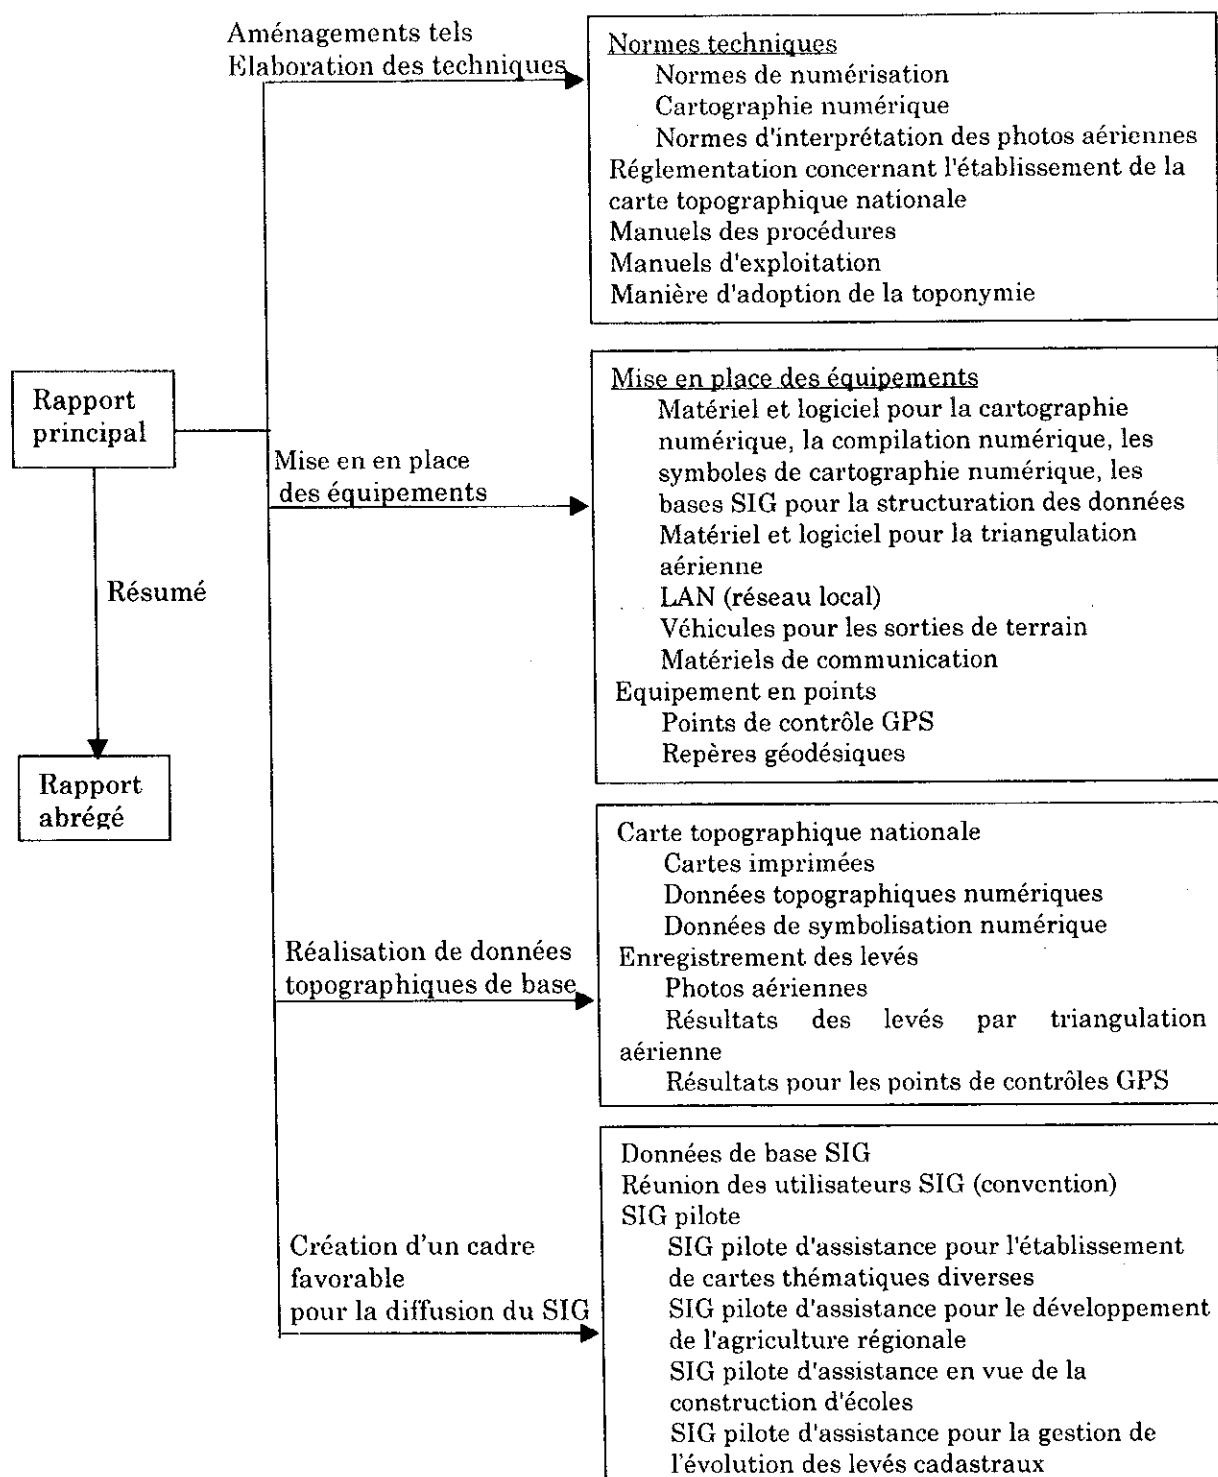 Aménagements tels
Elaboration des techniques
Normes techniques
Normes de numérisation
Cartographie numérique
Normes d'interprétation des photos aériennes
Réglementation concernant l'établissement de la
carte topographique nationale
Manuels des procédures
Manuels d'exploitation
Manière d'adoption de la toponymie
Rapport
principal
Résumé
Rapport
abrégé
Mise en en place
des équipements
Mise en place des équipements
Matériel et logiciel pour la cartographie
numérique, la compilation numérique, les
symboles de cartographie numérique, les
bases SIG pour la structuration des données
Matériel et logiciel pour la triangulation
aérienne
LAN (réseau local)
Véhicules pour les sorties de terrain
Matériels de communication
Equipement en points
Points de contrôle GPS
Repères géodésiques
Réalisation de données
topographiques de base
Carte topographique nationale
Cartes imprimées
Données topographiques numériques
Données de symbolisation numérique
Enregistrement des levés
Photos aériennes
Résultats des levés par triangulation
aérienne
Résultats pour les points de contrôles GPS
Création d'un cadre
favorable
pour la diffusion du SIG
Données de base SIG
Réunion des utilisateurs SIG (convention)
SIG pilote
SIG pilote d'assistance pour l'établissement
de cartes thématiques diverses
SIG pilote d'assistance pour le développement
de l'agriculture régionale
SIG pilote d'assistance en vue de la
construction d'écoles
SIG pilote d'assistance pour la gestion de
l'évolution des levés cadastraux